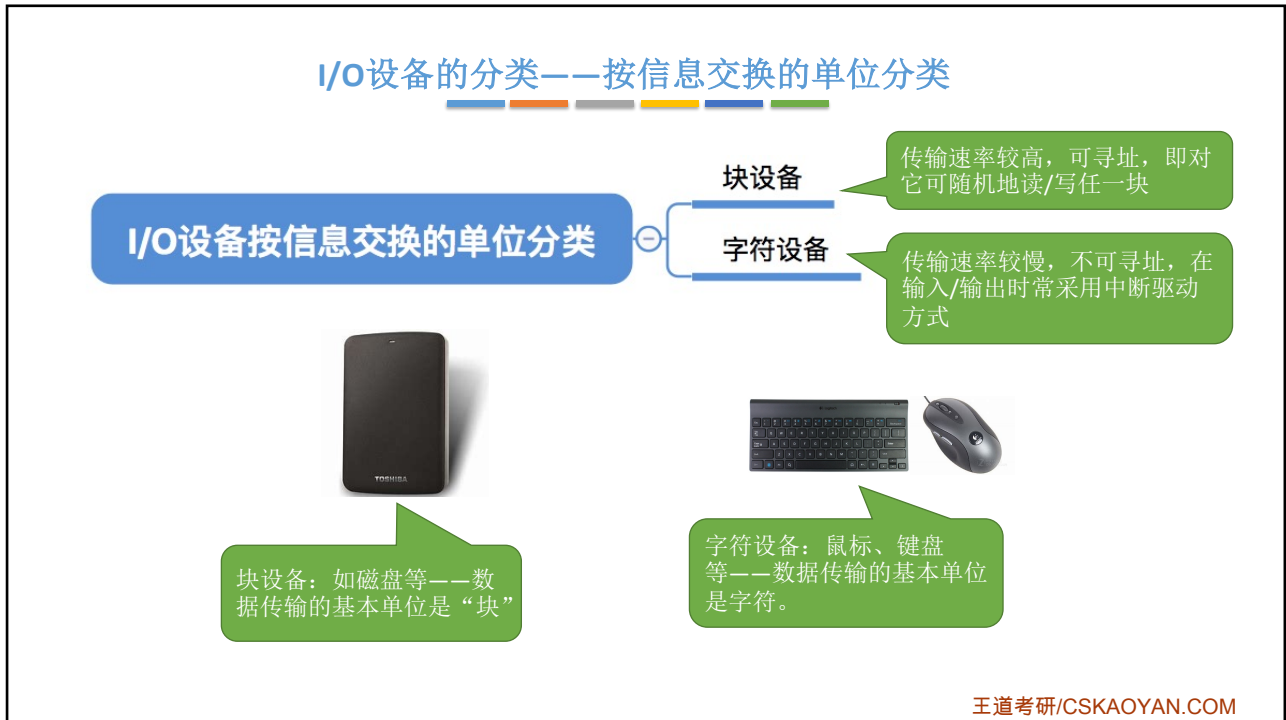 I/O设备的分类——按信息交换的单位分类
I/O设备按信息交换的单位分类
块设备
传输速率较高，可寻址，即对
它可随机地读/写任一块
字符设备
传输速率较慢，不可寻址，在
输入/输出时常采用中断驱动
方式
TOSHIBA
块设备：如磁盘等——数
据传输的基本单位是“块”
字符设备：鼠标、键盘
等——数据传输的基本单位
是字符。
王道考研/CSKAOYAN.COM